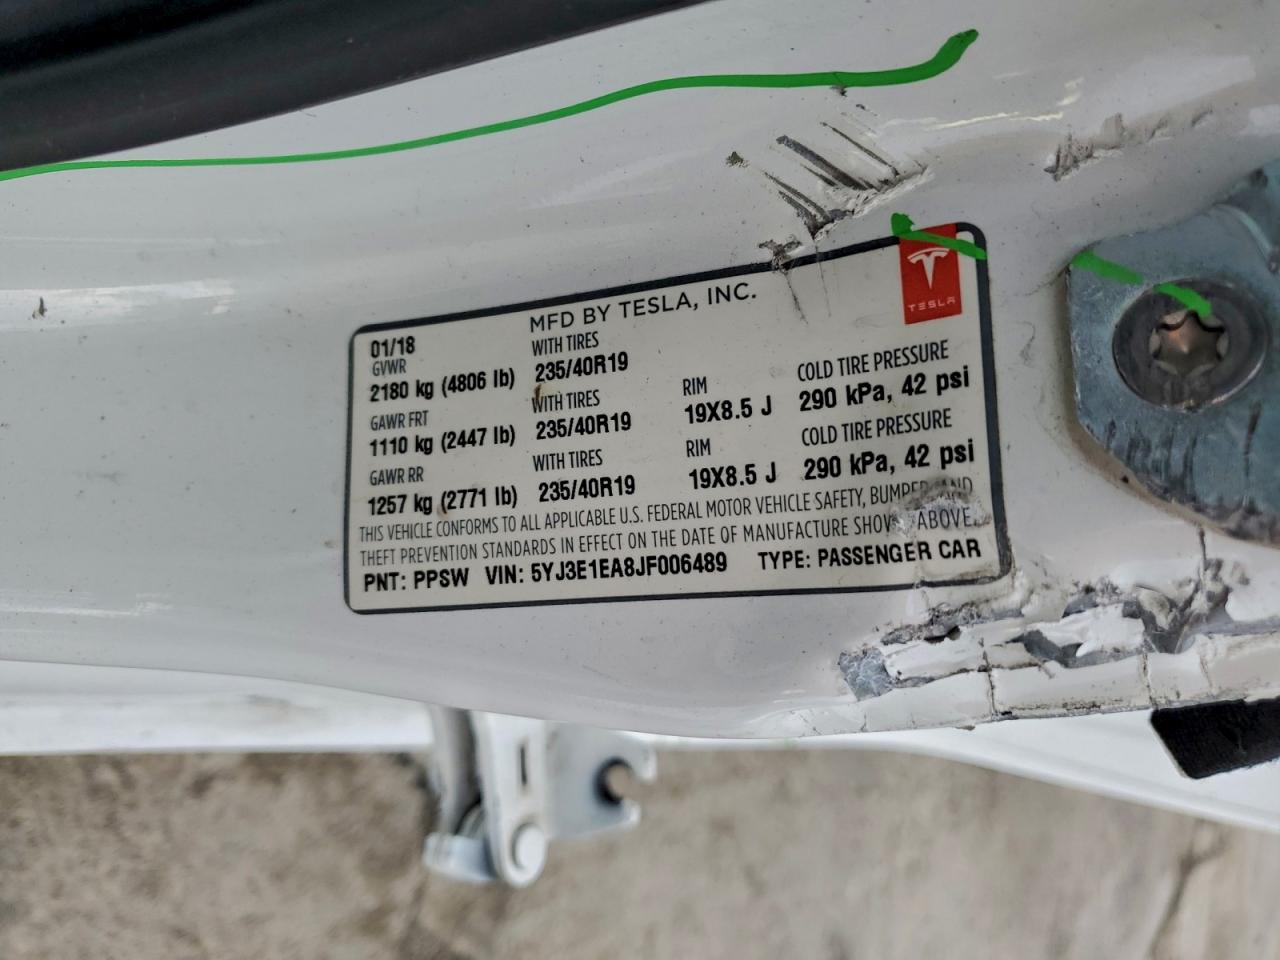 MFD BY TESLA, INC.
TESLA
01/18
GVWR WITH TIRES
2180 kg (4806 lb) 235/40R19
GAWR FRT WITH TIRES RIM COLD TIRE PRESSURE
1110 kg (2447 lb) 235/40R19 19X8.5 J 290 kPa, 42 psi
GAWR RR WITH TIRES RIM COLD TIRE PRESSURE
1257 kg (2771 lb) 235/40R19 19X8.5 J 290 kPa, 42 psi
THIS VEHICLE CONFORMS TO ALL APPLICABLE U.S. FEDERAL MOTOR VEHICLE SAFETY, BUMPER AND
THEFT PREVENTION STANDARDS IN EFFECT ON THE DATE OF MANUFACTURE SHOWN ABOVE.
PNT: PPSW VIN: 5YJ3E1EA8JF006489 TYPE: PASSENGER CAR